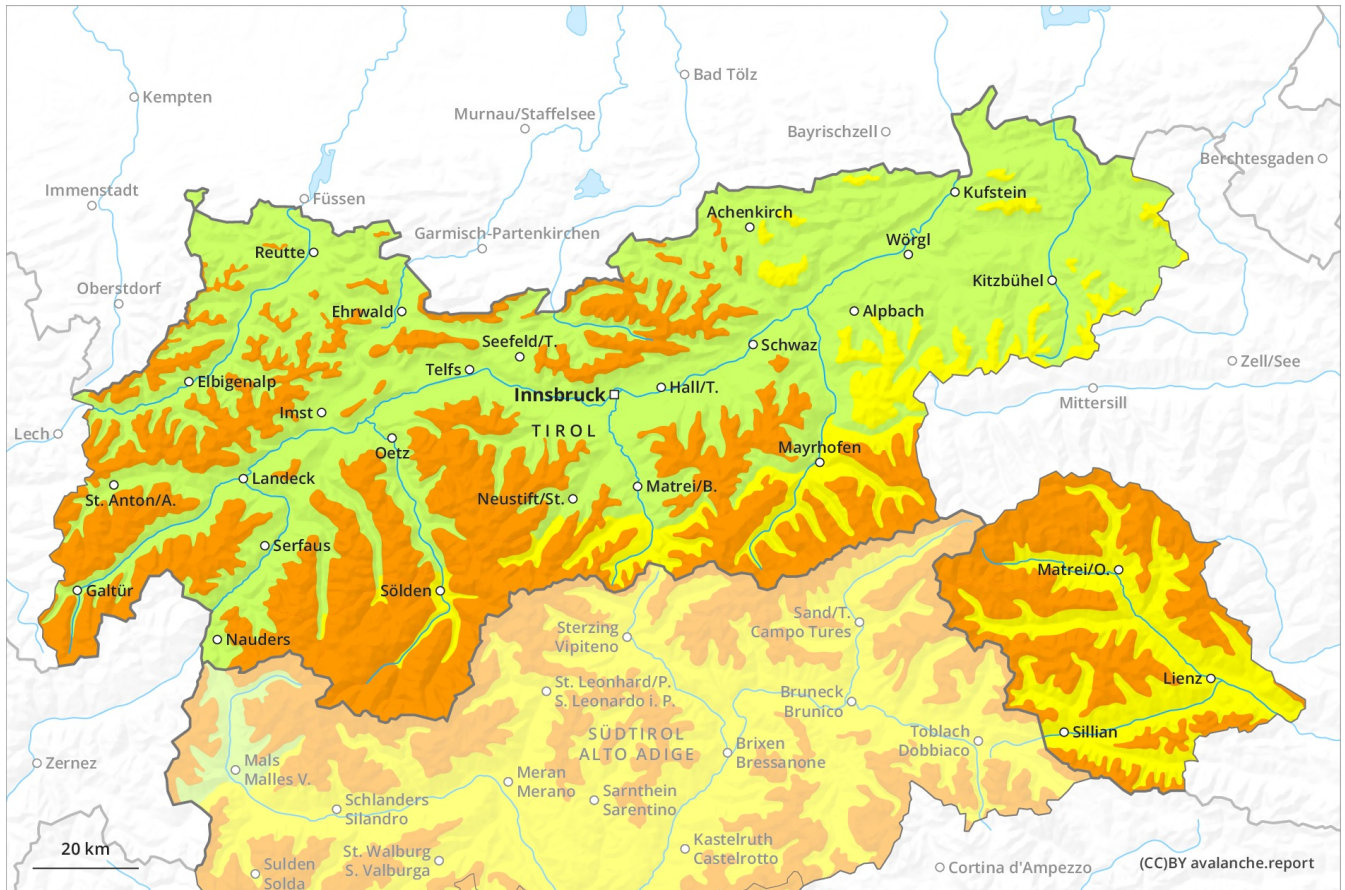 Bad Tölz
Kempten
Murnau/Staffelsee
Bayrischzell
Berchtesgaden
Immenstadt
Füssen
Kufstein
Achenkirch
Garmisch-Partenkirchen
Wörgl
Reutte
Kitzbühel
Oberstdorf
Ehrwald
Alpbach
Seefeld/T.
Schwaz
Zell/See
Telfs
Elbigenalp
Hall/T.
Innsbruck
Mittersill
Imst
TIROL
Lech
Mayrhofen
Oetz
Landeck
Matrei/B.
St. Anton/A.
Neustift/St.
Serfaus
Matrei/O.
Galtür
Sölden
Sand/T.
Campo Tures
Sterzing
Vipiteno
Nauders
Lienz
St. Leonhard/P.
S. Leonardo i. P.
Bruneck
Brunico
Sillian
Toblach
Dobbiaco
SÜDTIROL
ALTO ADIGE
Brixen
Bressanone
Zernez
Mals
Malles V.
Meran
Merano
Sarnthein
Sarentino
Schlanders
Silandro
Kastelruth
Castelrotto
20 km
St. Walburg
S. Valburga
Sulden
Solda
Cortina d'Ampezzo
(CC)BY avalanche.report